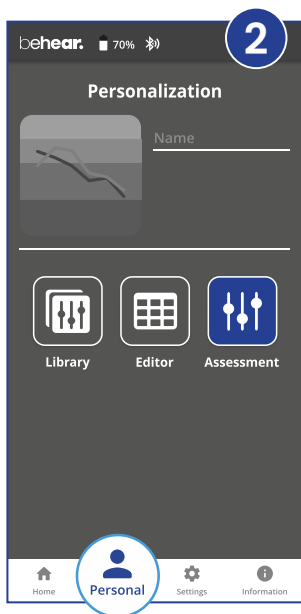 behear. 70%
2
Personalization
Name
Library Editor Assessment
Home Personal Settings Information